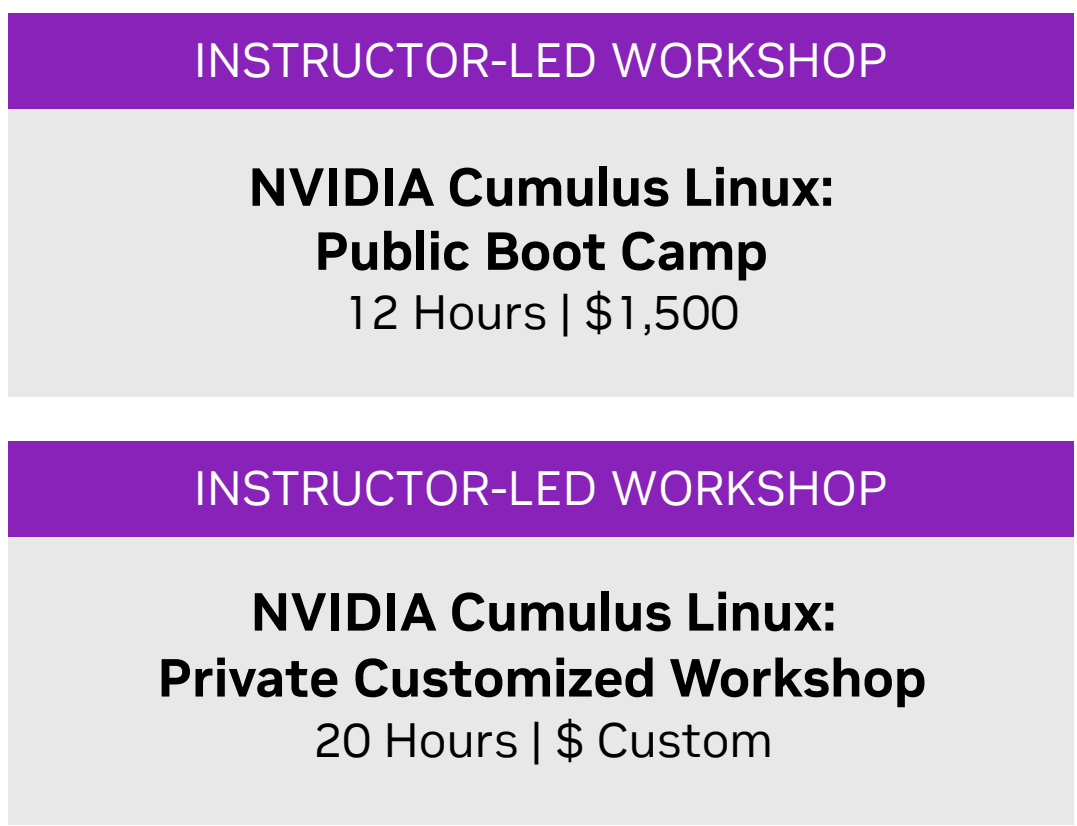 INSTRUCTOR-LED WORKSHOP
NVIDIA Cumulus Linux:
Public Boot Camp
12 Hours | $1,500
INSTRUCTOR-LED WORKSHOP
NVIDIA Cumulus Linux:
Private Customized Workshop
20 Hours | $ Custom